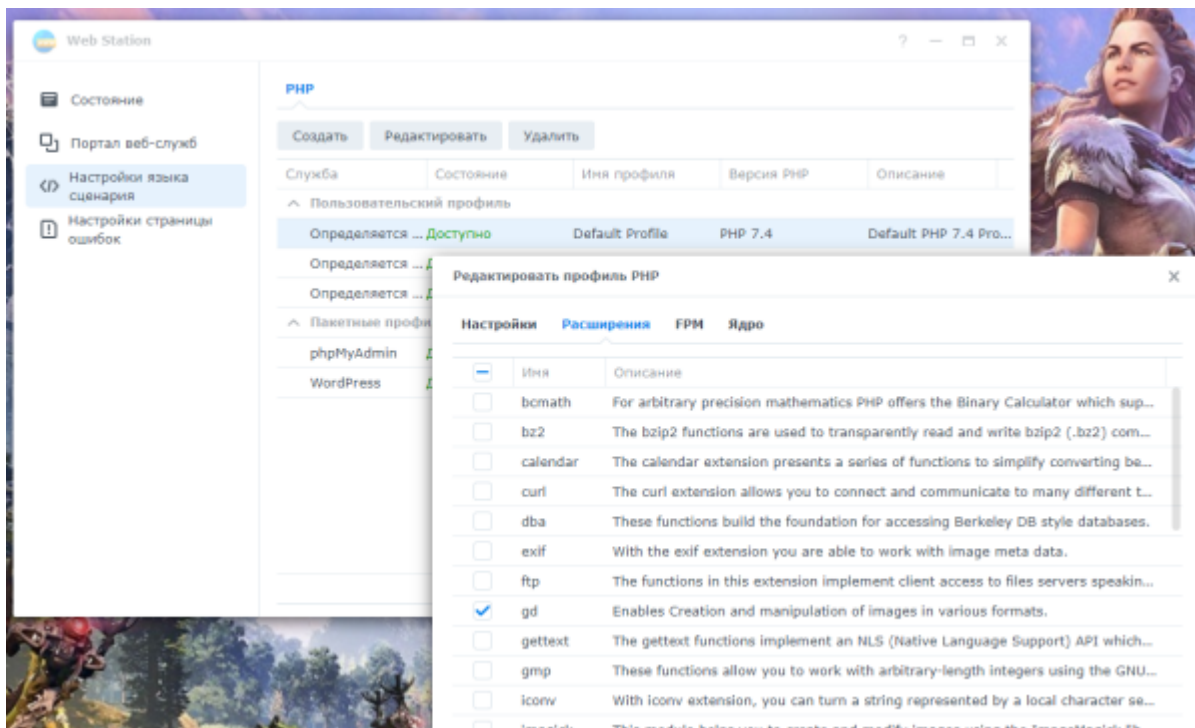 Web Station
?
Состояние
Портал веб-служб
Настройки языка
сценария
Настройки страницы
ошибок
PHP
Создать Редактировать Удалить
Служба Состояние Имя профиля Версия PHP Описание
Пользовательский профиль
Определяется ... Доступно Default Profile PHP 7.4 Default PHP 7.4 Pro...
Определяется ...
Определяется ...
Пакетные профи
phpMyAdmin
WordPress
Редактировать профиль PHP
Настройки Расширения FPM Ядро
Имя Описание
bcmath For arbitrary precision mathematics PHP offers the Binary Calculator which sup...
bz2 The bzip2 functions are used to transparently read and write bzip2 (.bz2) com...
calendar The calendar extension presents a series of functions to simplify converting be...
curl The curl extension allows you to connect and communicate to many different t...
dba These functions build the foundation for accessing Berkeley DB style databases.
exif With the exif extension you are able to work with image meta data.
ftp The functions in this extension implement client access to files servers speakin...
gd Enables Creation and manipulation of images in various formats.
gettext The gettext functions implement an NLS (Native Language Support) API which...
gmp These functions allow you to work with arbitrary-length integers using the GNU...
iconv With iconv extension, you can turn a string represented by a local character se...